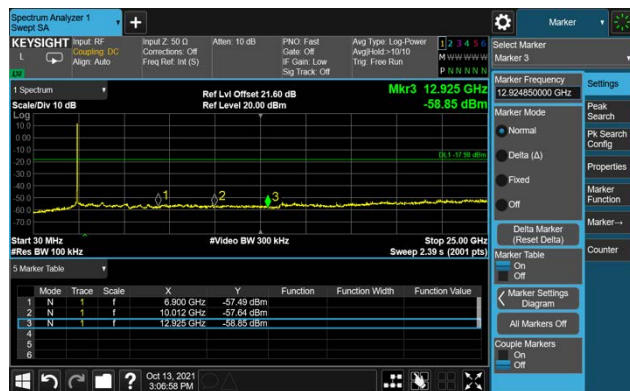 Spectrum Analyzer 1
Swept SA
Marker
KEYSIGHT
L
Input: RF
Coupling: DC
Align: Auto
Input Z: 50 Ω
Corrections: Off
Freq Ref: Int (S)
Atten: 10 dB
PNO: Fast
Gate: Off
IF Gain: Low
Sig Track: Off
Avg Type: Log-Power
Avg|Hold:>10/10
Trig: Free Run
1 2 3 4 5 6
M W W W W W
P N N N N N
Select Marker
Marker 3
1 Spectrum
Scale/Div 10 dB
Ref Lvl Offset 21.60 dB
Ref Level 20.00 dBm
Mkr3 12.925 GHz
-58.85 dBm
Log
10.0
0.00
-10.0
-20.0
-30.0
-40.0
-50.0
-60.0
-70.0
DL1 -17.98 dBm
1
2
3
Start 30 MHz
#Res BW 100 kHz
#Video BW 300 kHz
Stop 25.00 GHz
Sweep 2.39 s (2001 pts)
5 Marker Table
Mode Trace Scale X Y Function Function Width Function Value
1 N 1 f 6.900 GHz -57.49 dBm
2 N 1 f 10.012 GHz -57.64 dBm
3 N 1 f 12.925 GHz -58.85 dBm
4
5
6
Marker Frequency
12.924850000 GHz
Marker Mode
Normal
Delta (Δ)
Fixed
Off
Delta Marker
(Reset Delta)
Marker Table
On
Off
Marker Settings
Diagram
All Markers Off
Couple Markers
On
Off
Settings
Peak
Search
Pk Search
Config
Properties
Marker
Function
Marker→
Counter
?
Oct 13, 2021
3:06:58 PM